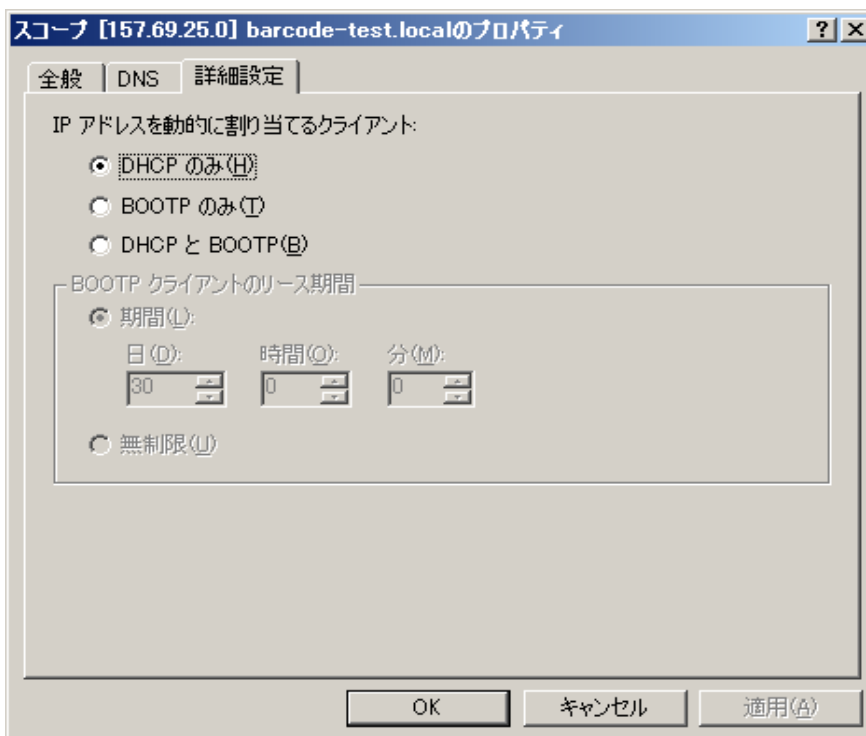 スコープ [157.69.25.0] barcode-test.localのプロパティ
全般 DNS 詳細設定
IP アドレスを動的に割り当てるクライアント:
DHCP のみ(H)
BOOTP のみ(T)
DHCP と BOOTP(B)
BOOTP クライアントのリース期間
期間(L):
日(D): 時間(O): 分(M):
30 0 0
無制限(U)
OK キャンセル 適用(A)